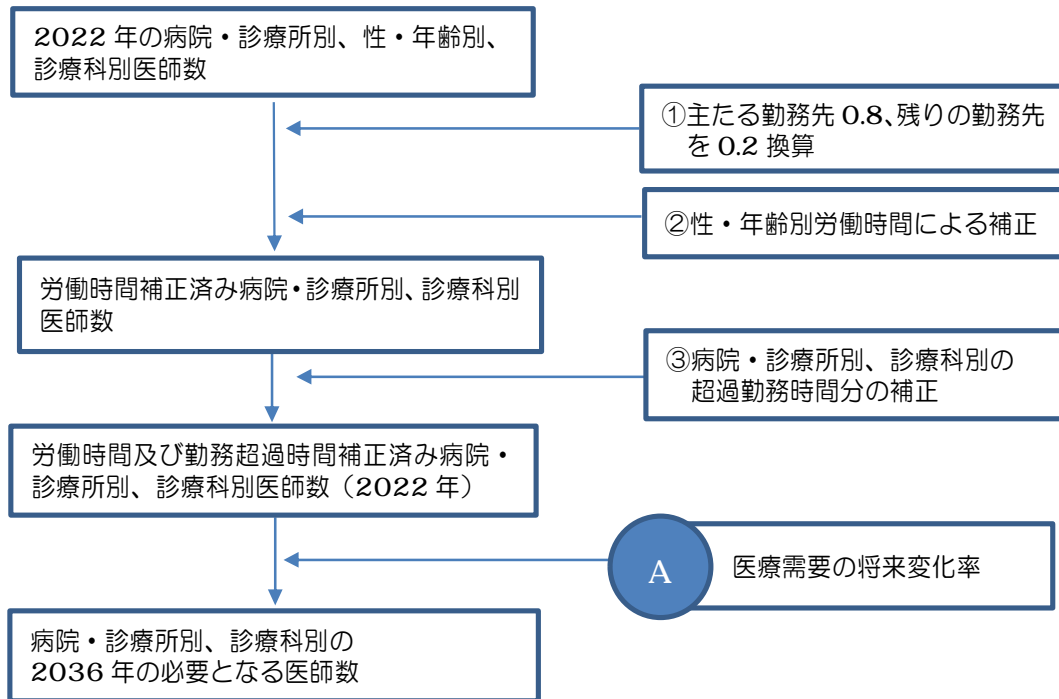 2022 年の病院・診療所別、性・年齢別、
診療科別医師数
①主たる勤務先 0.8、残りの勤務先
を 0.2 換算
②性・年齢別労働時間による補正
労働時間補正済み病院・診療所別、診療科別
医師数
③病院・診療所別、診療科別の
超過勤務時間分の補正
労働時間及び勤務超過時間補正済み病院・
診療所別、診療科別医師数（2022 年）
A
医療需要の将来変化率
病院・診療所別、診療科別の
2036 年の必要となる医師数